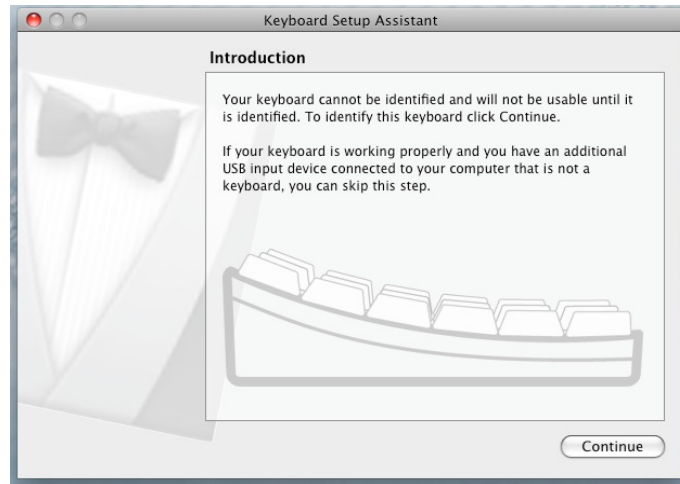 Keyboard Setup Assistant
Introduction
Your keyboard cannot be identified and will not be usable until it
is identified. To identify this keyboard click Continue.
If your keyboard is working properly and you have an additional
USB input device connected to your computer that is not a
keyboard, you can skip this step.
Continue